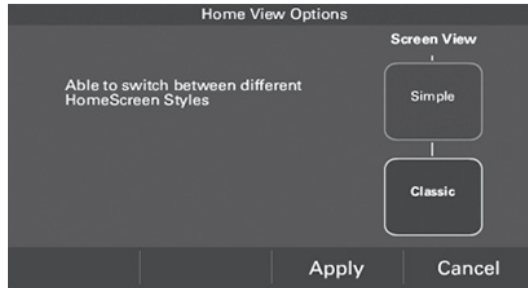 Home View Options
Screen View
Able to switch between different
HomeScreen Styles
Simple
Classic
Apply
Cancel